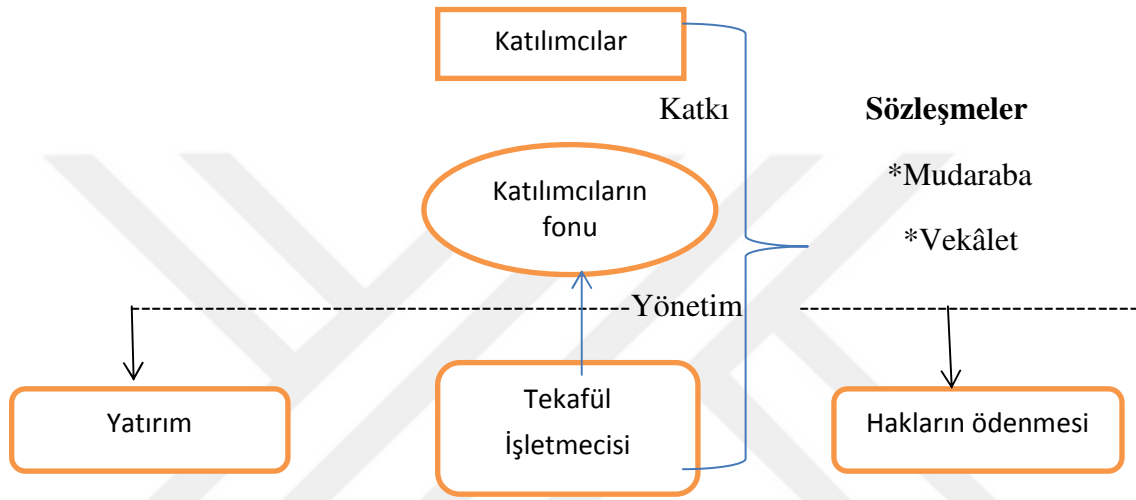 Katılımcılar
Katkı
Sözleşmeler
*Mudaraba
Katılımcıların
fonu
*Vekâlet
Yönetim
Yatırım
Tekafül
İşletmecisi
Hakların ödenmesi